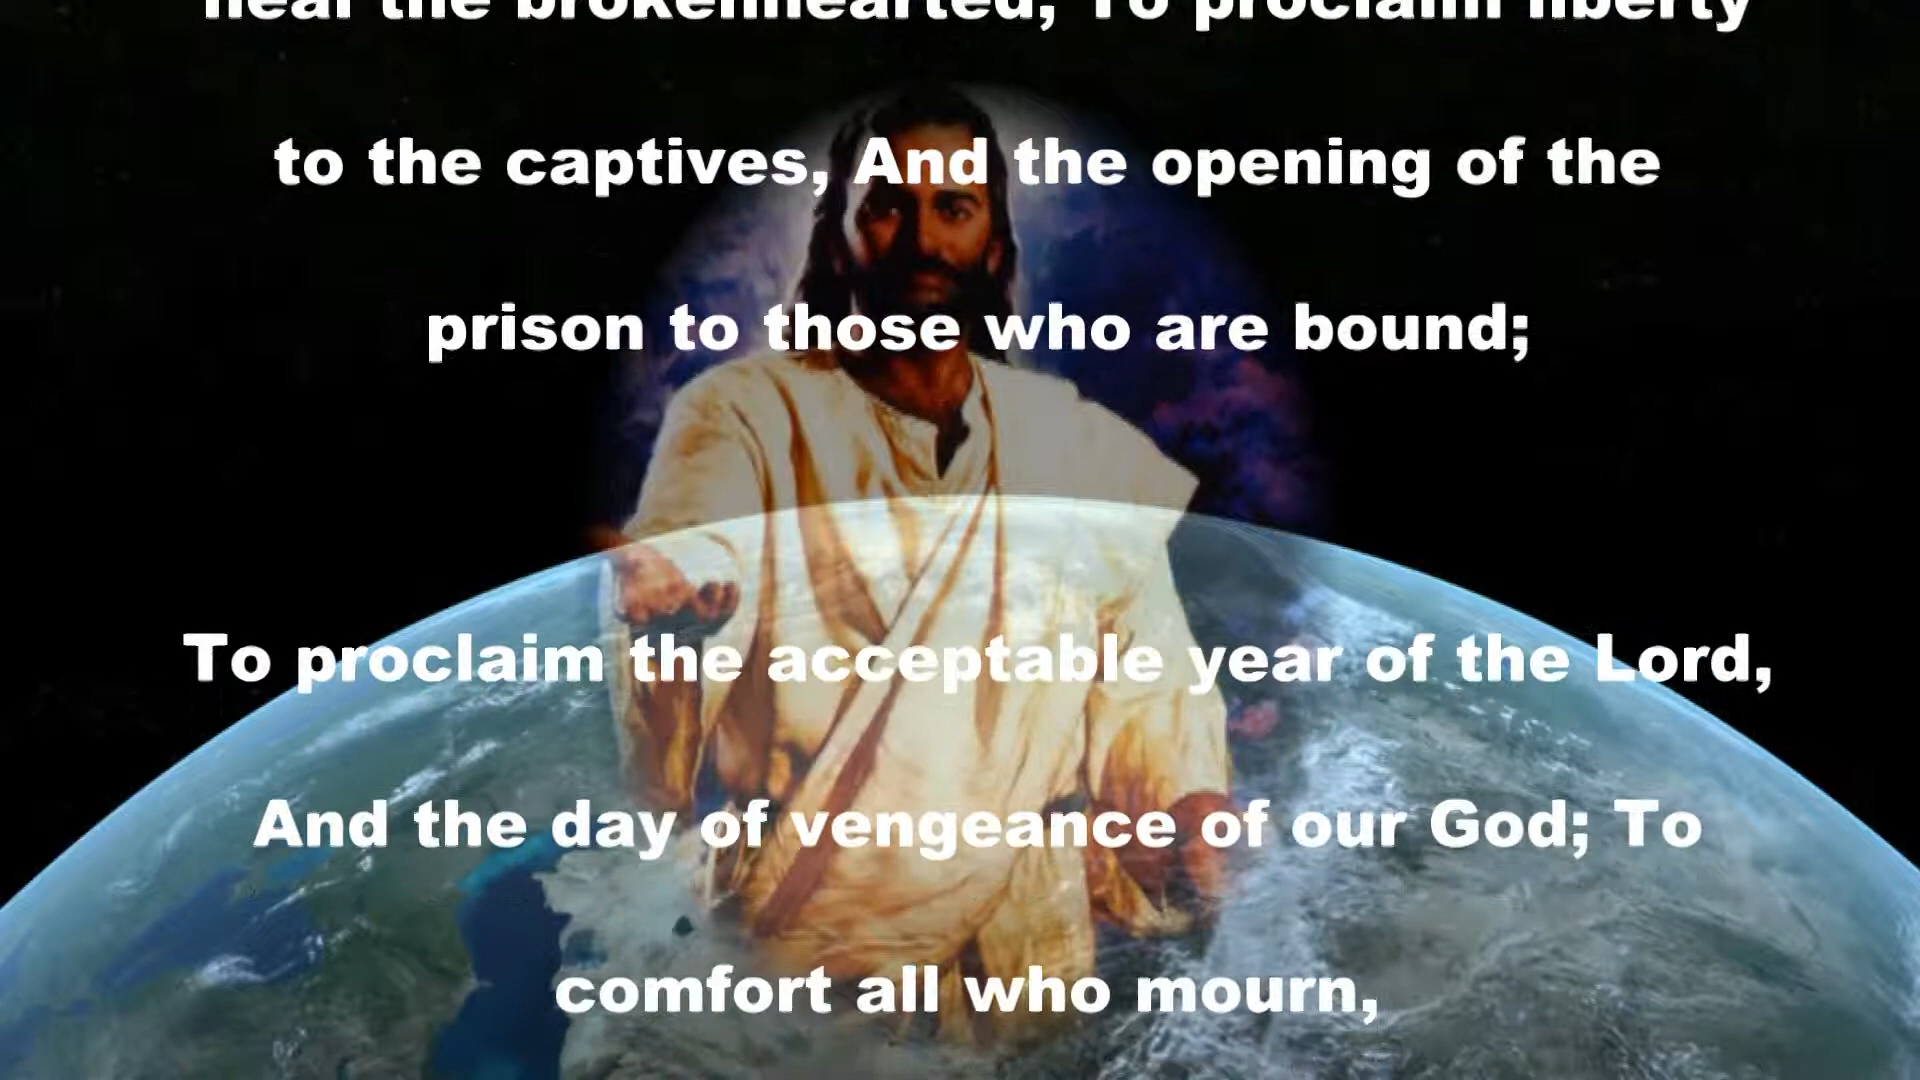 heal the brokenhearted, To proclaim liberty
to the captives, And the opening of the
prison to those who are bound;
To proclaim the acceptable year of the Lord,
And the day of vengeance of our God; To
comfort all who mourn,